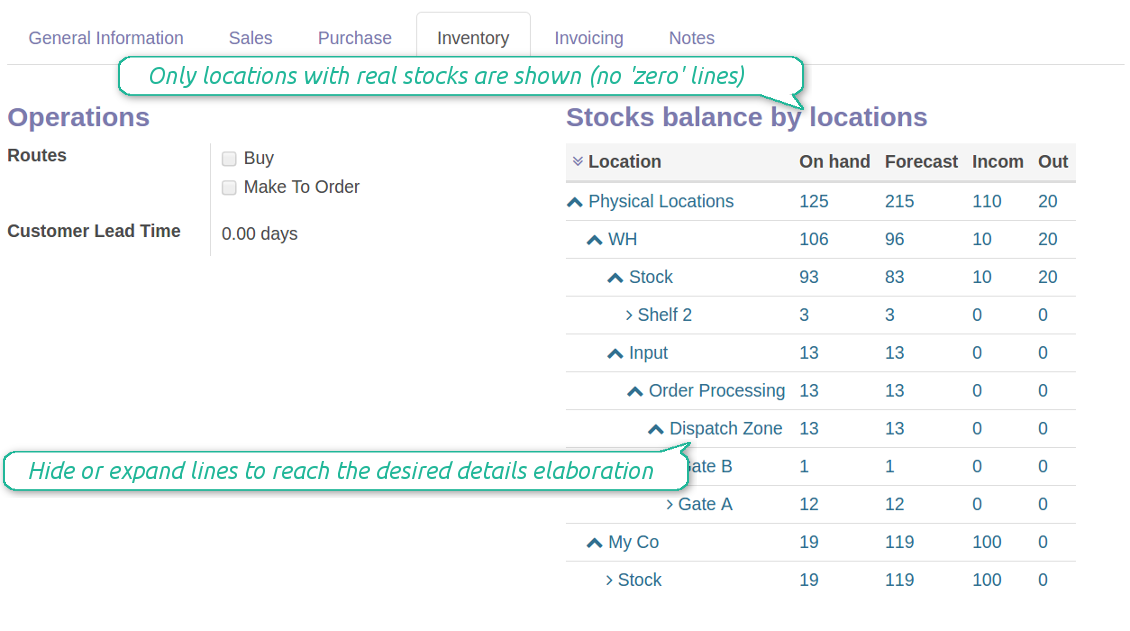 General Information Sales Purchase Inventory Invoicing Notes
Only locations with real stocks are shown (no 'zero' lines)
Operations
Routes
Buy
Make To Order
Customer Lead Time 0.00 days
Stocks balance by locations
Location On hand Forecast Incom Out
Physical Locations 125 215 110 20
WH 106 96 10 20
Stock 93 83 10 20
Shelf 2 3 3 0 0
Input 13 13 0 0
Order Processing 13 13 0 0
Dispatch Zone 13 13 0 0
Hide or expand lines to reach the desired details elaboration
ate B 1 1 0 0
Gate A 12 12 0 0
My Co 19 119 100 0
Stock 19 119 100 0